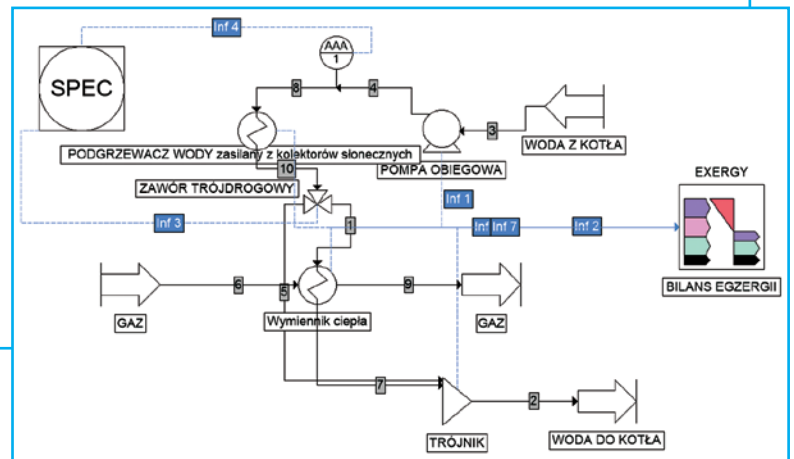 Inf 4
AAA
1
SPEC
8
4
3
WODA Z KOTŁA
PODGRZEWACZ WODY zasilany z kolektorów słonecznych
POMPA OBIEGOWA
10
EXERGY
ZAWÓR TRÓJDROGOWY
Inf 1
Inf 3
1
Inf
Inf 7
Inf 2
BILANS EGZERGII
6
5
9
GAZ
Wymiennik ciepła
GAZ
7
2
TRÓJNIK
WODA DO KOTŁA